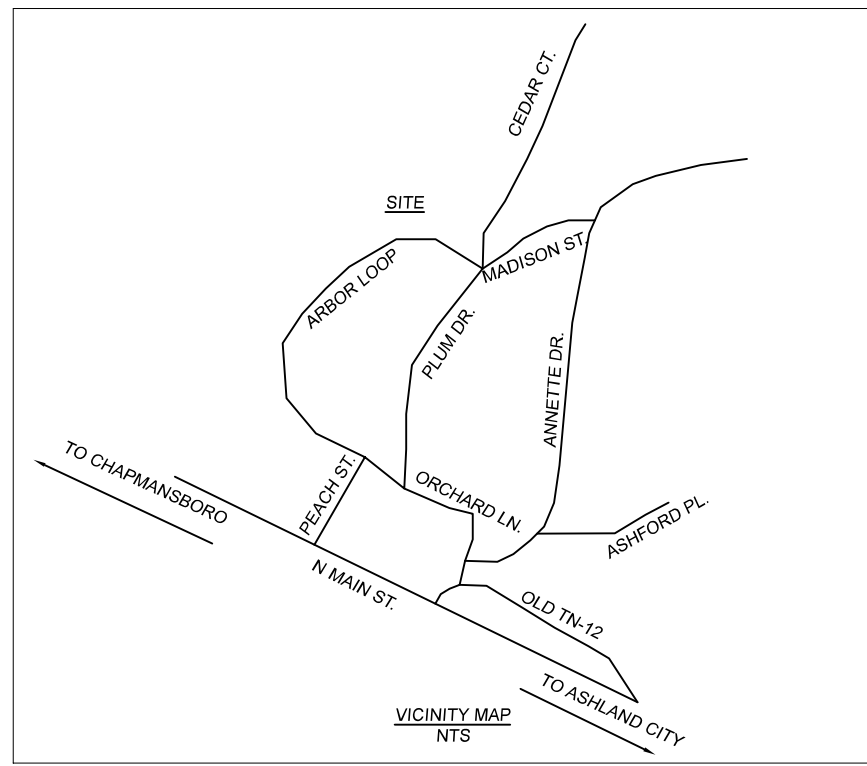 CEDAR CT.
SITE
ARBOR LOOP
MADISON ST.
PLUM DR.
ANNETTE DR.
TO CHAPMANSBORO
PEACH ST.
ORCHARD LN.
ASHFORD PL.
N MAIN ST.
OLD TN-12
TO ASHLAND CITY
VICINITY MAP
NTS